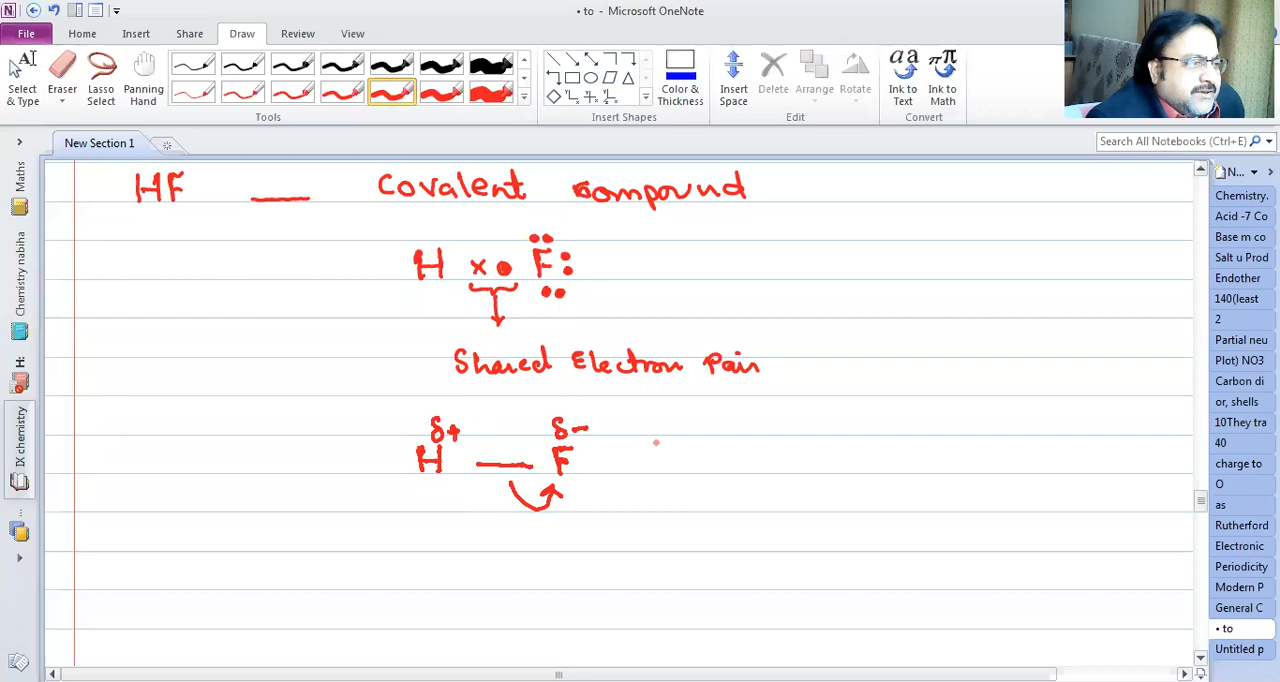 • to - Microsoft OneNote
File Home Insert Share Draw Review View
Select & Type
Eraser
Lasso Select
Panning Hand
Color & Thickness
Insert Space
Delete
Arrange
Rotate
Ink to Text
Ink to Math
Tools
Insert Shapes
Edit
Convert
New Section 1
Search All Notebooks (Ctrl+E)
Maths
Chemistry nabiha
H:
IX chemistry
HF — Covalent compound
H x • F
Shared Electron Pair
δ+ δ-
H — F
N...
Chemistry.
Acid -7 Co
Base m co
Salt u Prod
Endother
140(least
2
Partial neu
Plot) NO3
Carbon di
or, shells
10They tra
40
charge to
O
as
Rutherford
Electronic
Periodicity
Modern P
General C
• to
Untitled p